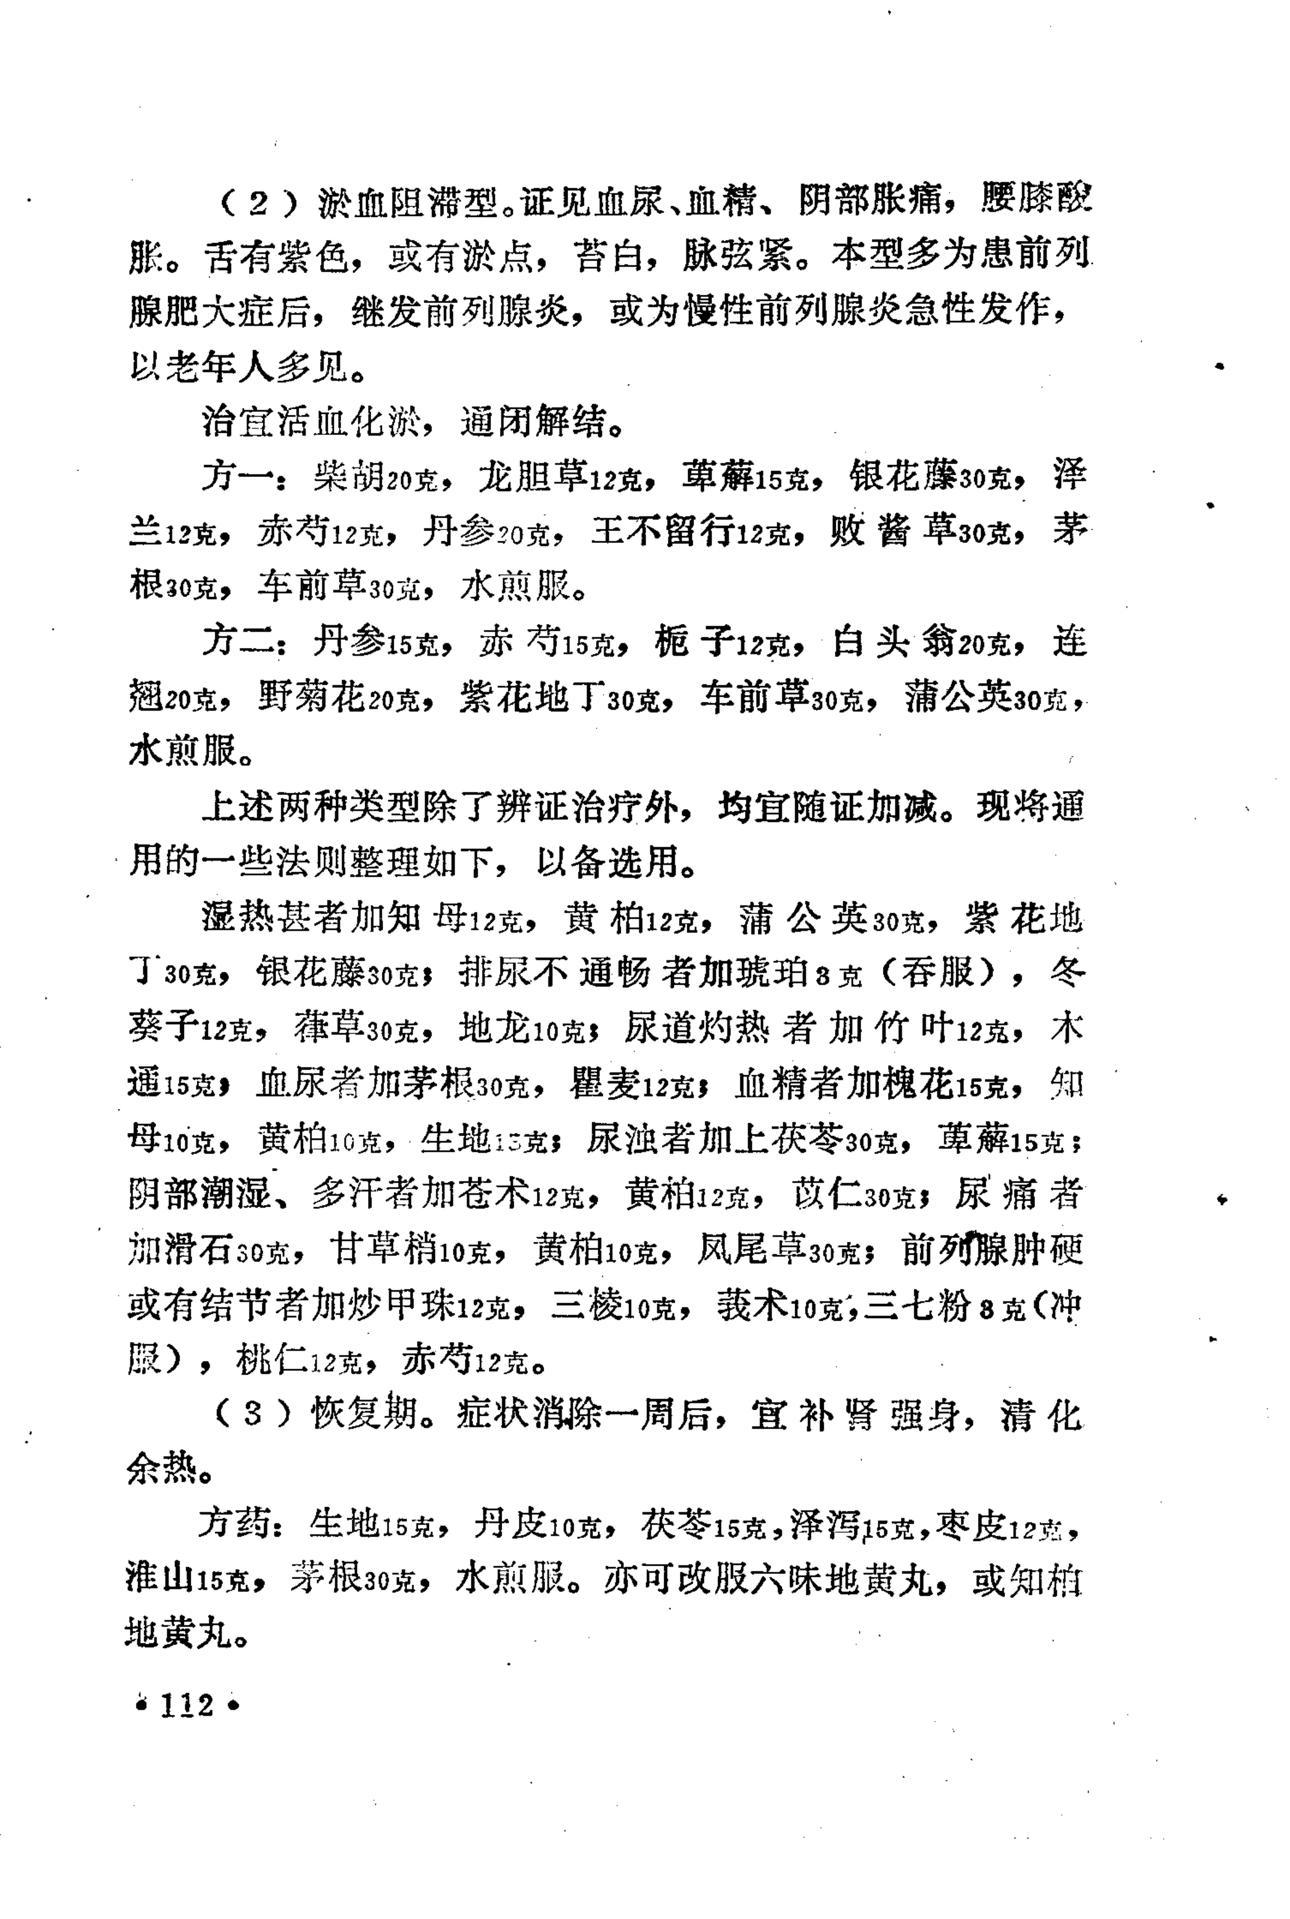 （2）淤血阻滞型。证见血尿、血精、阴部胀痛，腰膝酸
胀。舌有紫色，或有淤点，苔白，脉弦紧。本型多为患前列
腺肥大症后，继发前列腺炎，或为慢性前列腺炎急性发作，
以老年人多见。
治宜活血化淤，通闭解结。
方一：柴胡20克，龙胆草12克，萆薢15克，银花藤30克，泽
兰12克，赤芍12克，丹参20克，王不留行12克，败酱草30克，茅
根30克，车前草30克，水煎服。
方二：丹参15克，赤芍15克，栀子12克，白头翁20克，连
翘20克，野菊花20克，紫花地丁30克，车前草30克，蒲公英30克，
水煎服。
上述两种类型除了辨证治疗外，均宜随证加减。现将通
用的一些法则整理如下，以备选用。
湿热甚者加知母12克，黄柏12克，蒲公英30克，紫花地
丁30克，银花藤30克；排尿不通畅者加琥珀3克（吞服），冬
葵子12克，葎草30克，地龙10克；尿道灼热者加竹叶12克，木
通15克；血尿者加茅根30克，瞿麦12克；血精者加槐花15克，知
母10克，黄柏10克，生地15克；尿浊者加土茯苓30克，萆薢15克；
阴部潮湿、多汗者加苍术12克，黄柏12克，苡仁30克；尿痛者
加滑石30克，甘草梢10克，黄柏10克，凤尾草30克；前列腺肿硬
或有结节者加炒甲珠12克，三棱10克，莪术10克，三七粉3克（冲
服），桃仁12克，赤芍12克。
（3）恢复期。症状消除一周后，宜补肾强身，清化
余热。
方药：生地15克，丹皮10克，茯苓15克，泽泻15克，枣皮12克，
淮山15克，茅根30克，水煎服。亦可改服六味地黄丸，或知柏
地黄丸。
•112•